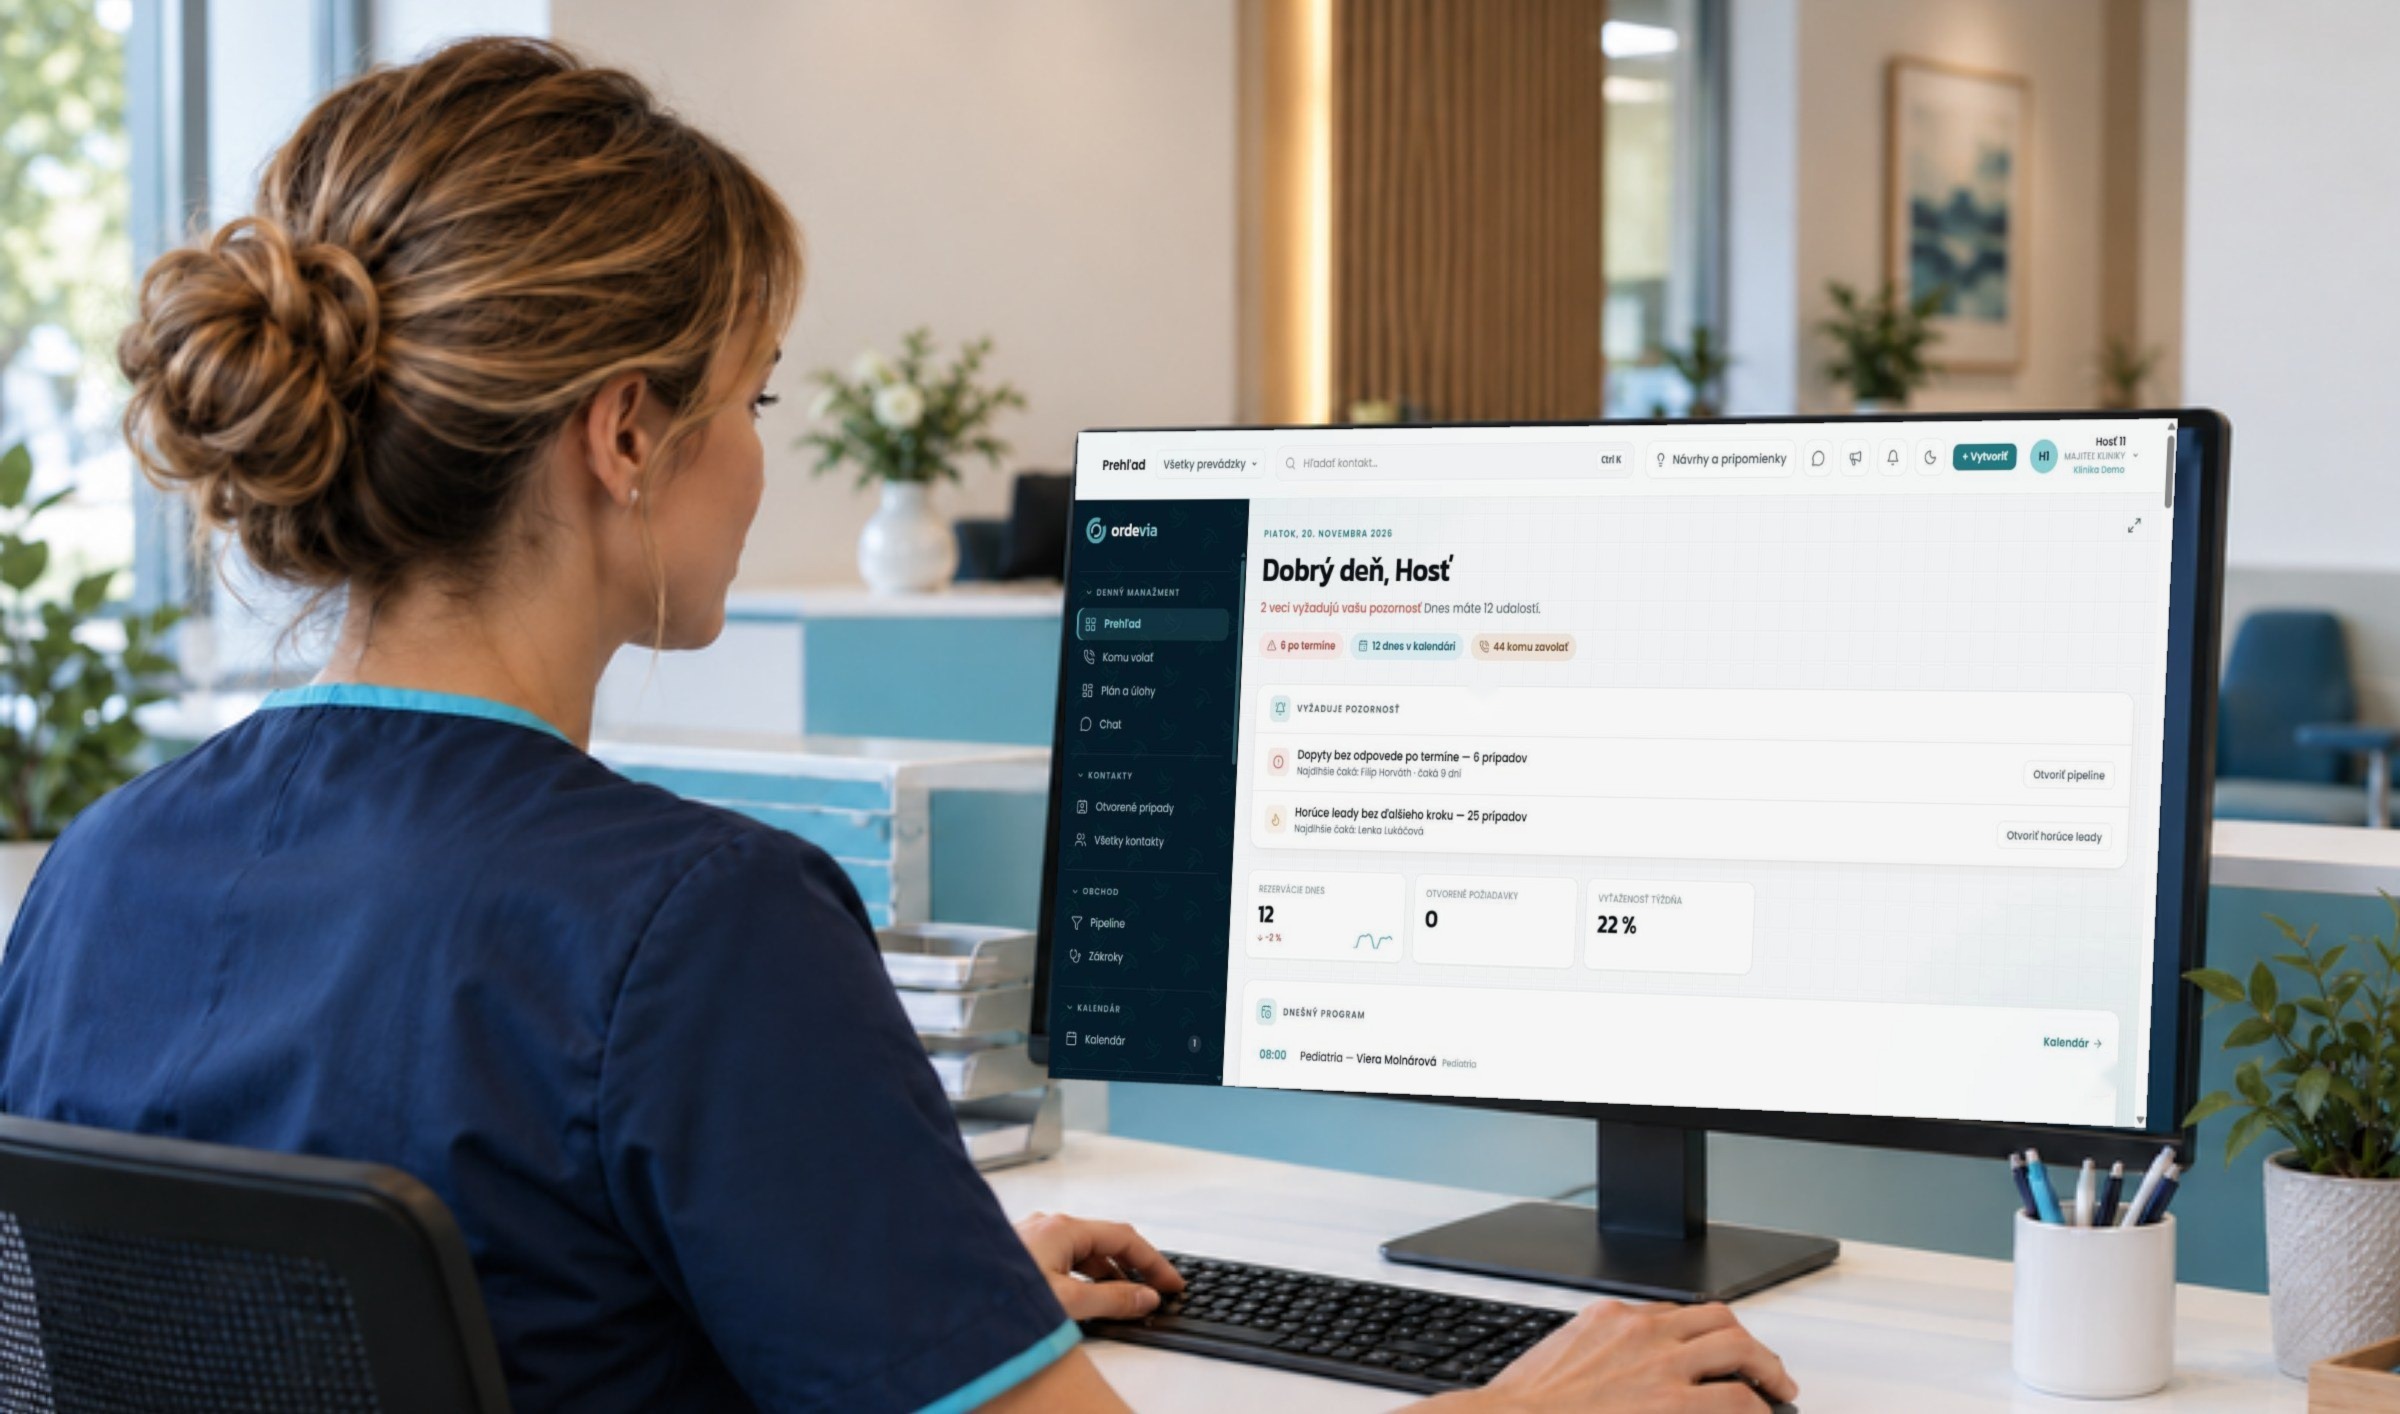 Prehľad
Všetky prevádzky
Hľadať kontakt...
Ctrl K
Návrhy a pripomienky
+ Vytvoriť
H1
Hosť 11
MAJITEĽ KLINIKY
Klinika Demo
ordevia
DENNÝ MANAŽMENT
Prehľad
Komu volať
Plán a úlohy
Chat
KONTAKTY
Otvorené prípady
Všetky kontakty
OBCHOD
Pipeline
Zákroky
KALENDÁR
Kalendár
1
PIATOK, 20. NOVEMBRA 2026
Dobrý deň, Hosť
2 veci vyžadujú vašu pozornosť Dnes máte 12 udalostí.
6 po termíne
12 dnes v kalendári
44 komu zavolať
VYŽADUJE POZORNOSŤ
Dopyty bez odpovede po termíne — 6 prípadov
Najdlhšie čaká: Filip Horváth · čaká 9 dní
Otvoriť pipeline
Horúce leady bez ďalšieho kroku — 25 prípadov
Najdlhšie čaká: Lenka Lukáčová
Otvoriť horúce leady
REZERVÁCIE DNES
12
↓ -2 %
OTVORENÉ POŽIADAVKY
0
VYŤAŽENOSŤ TÝŽDŇA
22 %
DNEŠNÝ PROGRAM
Kalendár →
08:00 Pediatria — Viera Molnárová Pediatria